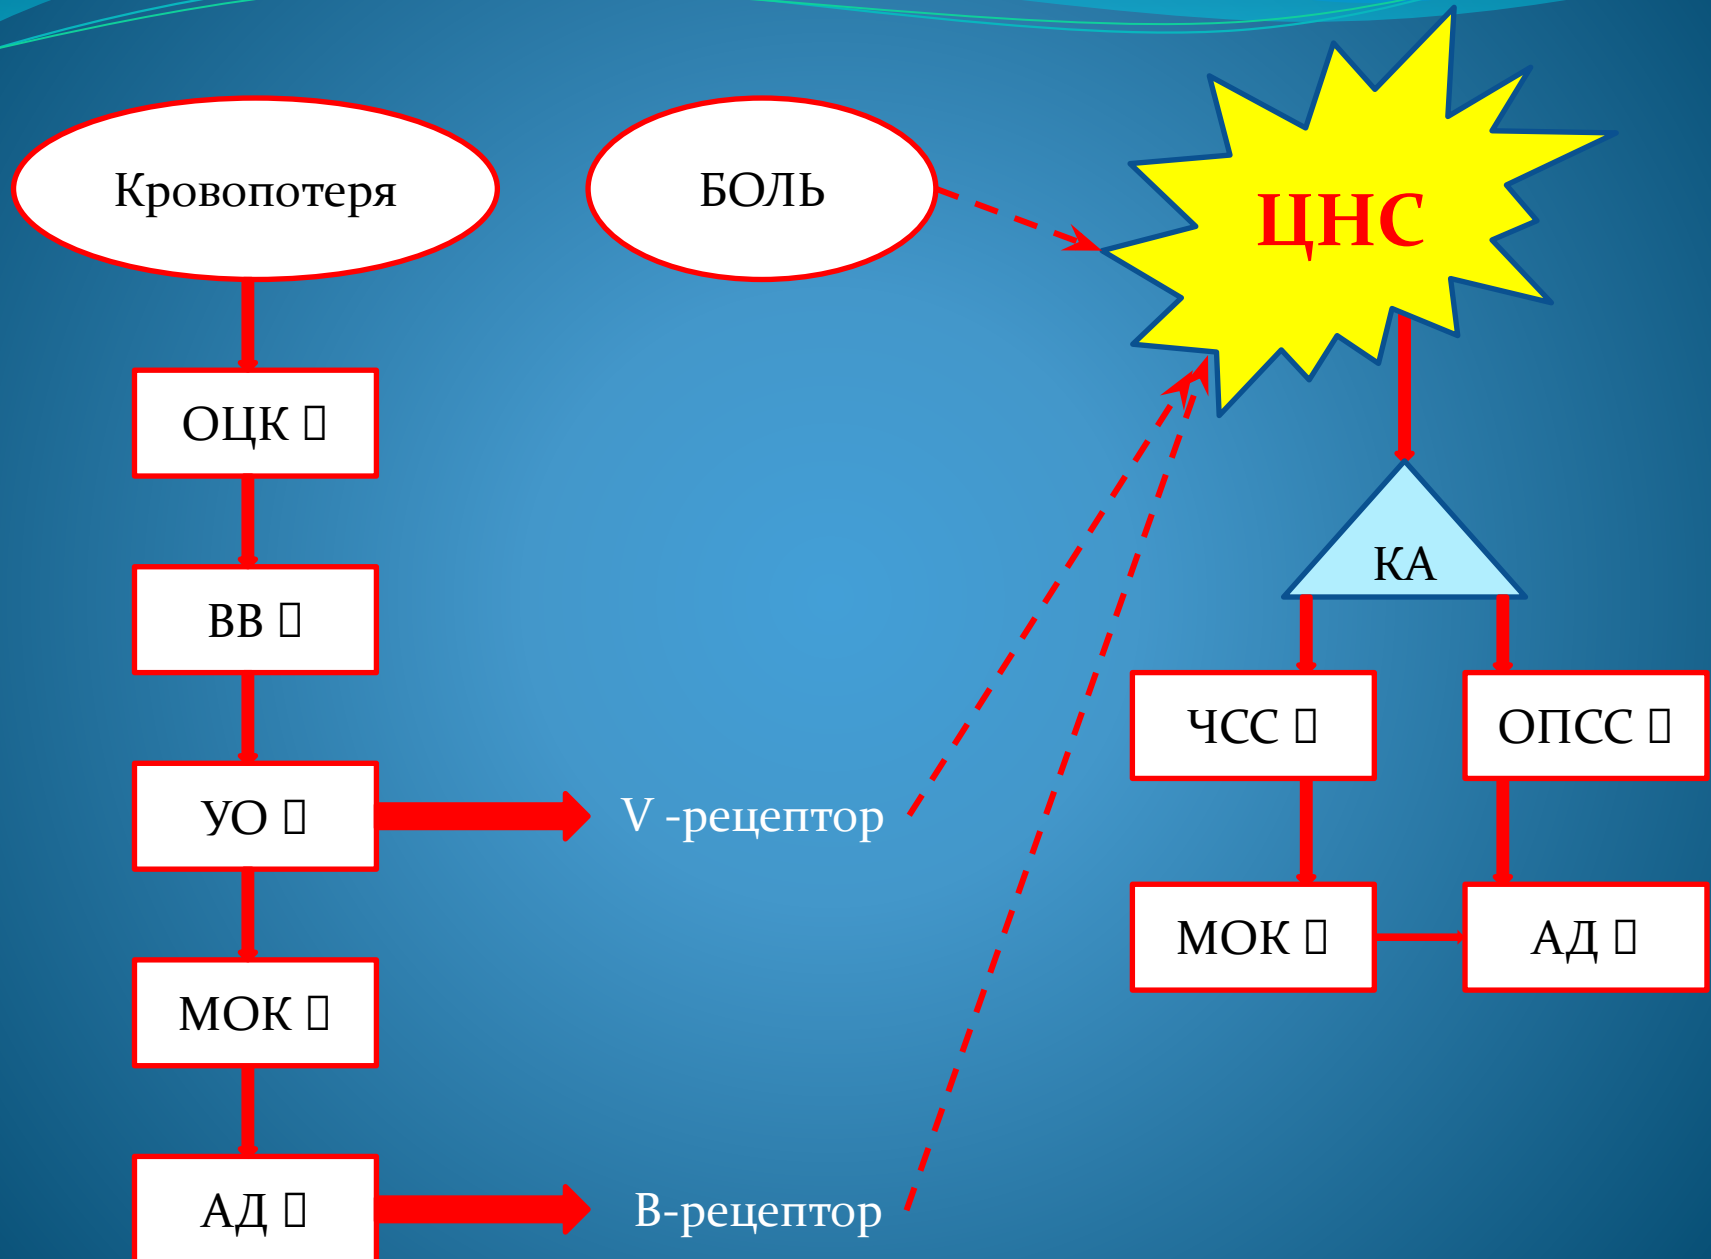 Кровопотеря
БОЛЬ
ЦНС
ОЦК 
ВВ 
УО 
МОК 
АД 
V -рецептор
В-рецептор
КА
ЧСС 
ОПСС 
МОК 
АД